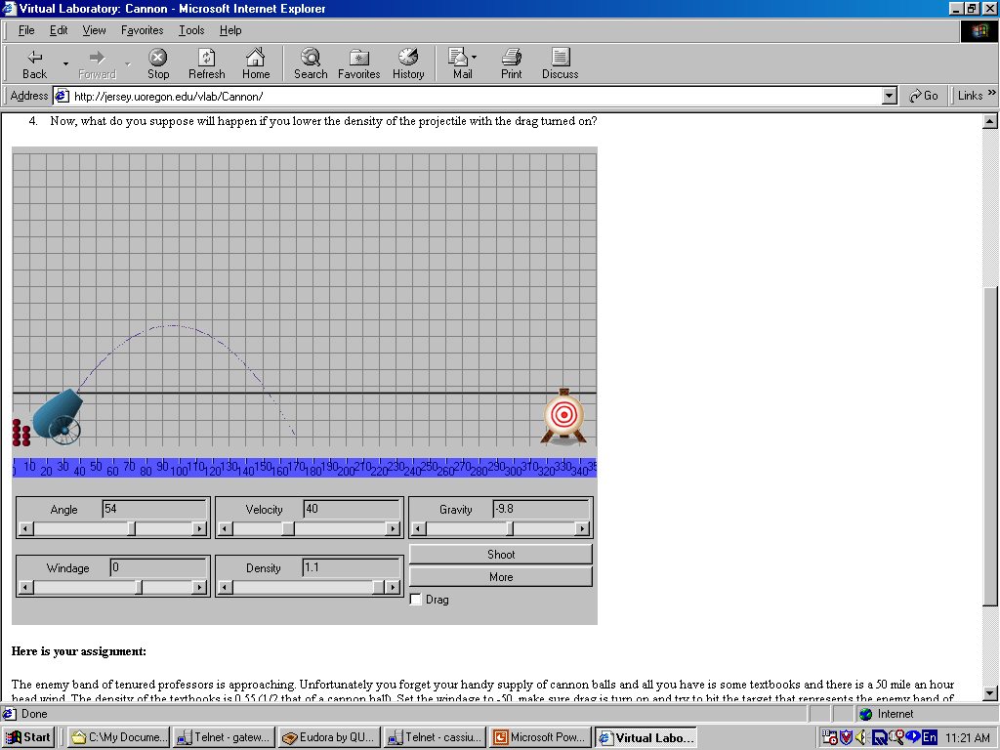 Virtual Laboratory: Cannon - Microsoft Internet Explorer
File Edit View Favorites Tools Help
Back Forward Stop Refresh Home Search Favorites History Mail Print Discuss
Address http://jersey.uoregon.edu/vlab/Cannon/ Go Links »
4. Now, what do you suppose will happen if you lower the density of the projectile with the drag turned on?
10 30 50 70 90 110 130 150 170 190 210 230 250 270 290 310 330 35
0 20 40 60 80 100 120 140 160 180 200 220 240 260 280 300 320 340
Angle 54 Velocity 40 Gravity -9.8
Shoot
Windage 0 Density 1.1
More
Drag
Here is your assignment:
The enemy band of tenured professors is approaching. Unfortunately you forget your handy supply of cannon balls and all you have is some textbooks and there is a 50 mile an hour
head wind. The density of the textbooks is 0.55 (1/2 that of a cannon ball). Set the windage to -50, make sure drag is turn on and try to hit the target that represents the enemy band of
Done Internet
Start C:\My Docume... Telnet - gatew... Eudora by QU... Telnet - cassiu... Microsoft Pow... Virtual Labo... En 11:21 AM